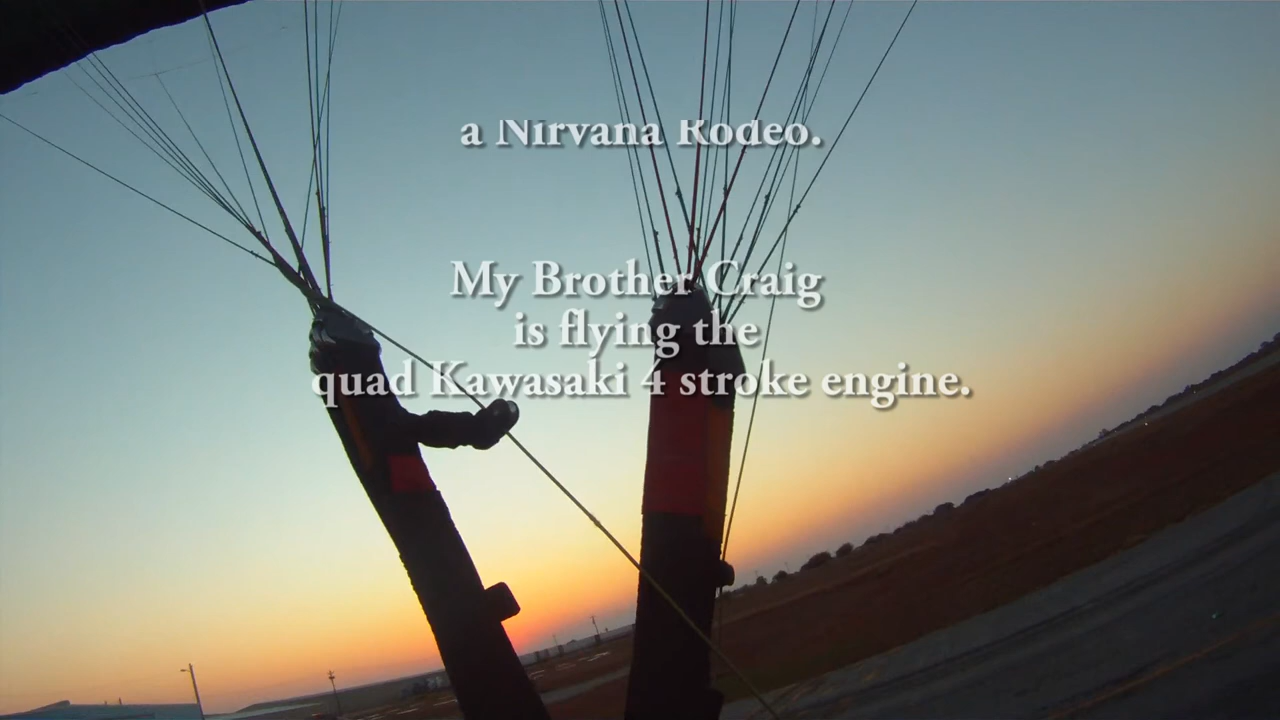 a Nirvana Rodeo.
My Brother Craig
is flying the
quad Kawasaki 4 stroke engine.